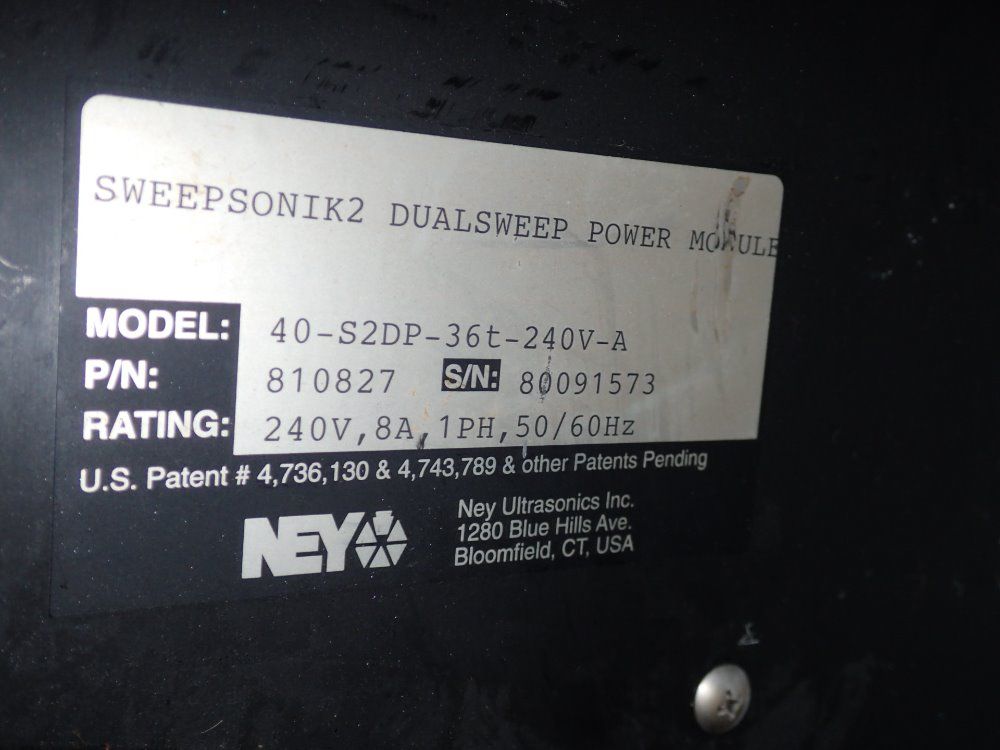 SWEEPSONIK2 DUALSWEEP POWER MODULE
MODEL: 40-S2DP-36t-240V-A
P/N: 810827 S/N: 80091573
RATING: 240V,8A,1PH,50/60Hz
U.S. Patent # 4,736,130 & 4,743,789 & other Patents Pending
NEY
Ney Ultrasonics Inc.
1280 Blue Hills Ave.
Bloomfield, CT, USA